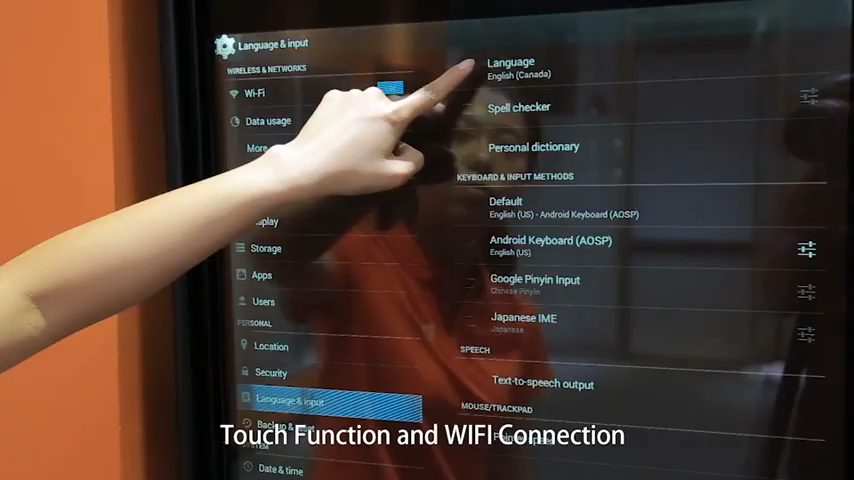 Language & input
WIRELESS & NETWORKS
Wi-Fi
Data usage
More
Storage
Apps
Users
PERSONAL
Location
Security
Language & input
Backup &
Date & time
Language
English (Canada)
Spell checker
Personal dictionary
KEYBOARD & INPUT METHODS
Default
English (US) - Android Keyboard (AOSP)
Android Keyboard (AOSP)
English (US)
Google Pinyin Input
Chinese Pinyin
Japanese IME
Japanese
SPEECH
Text-to-speech output
MOUSE/TRACKPAD
Touch Function and WIFI Connection